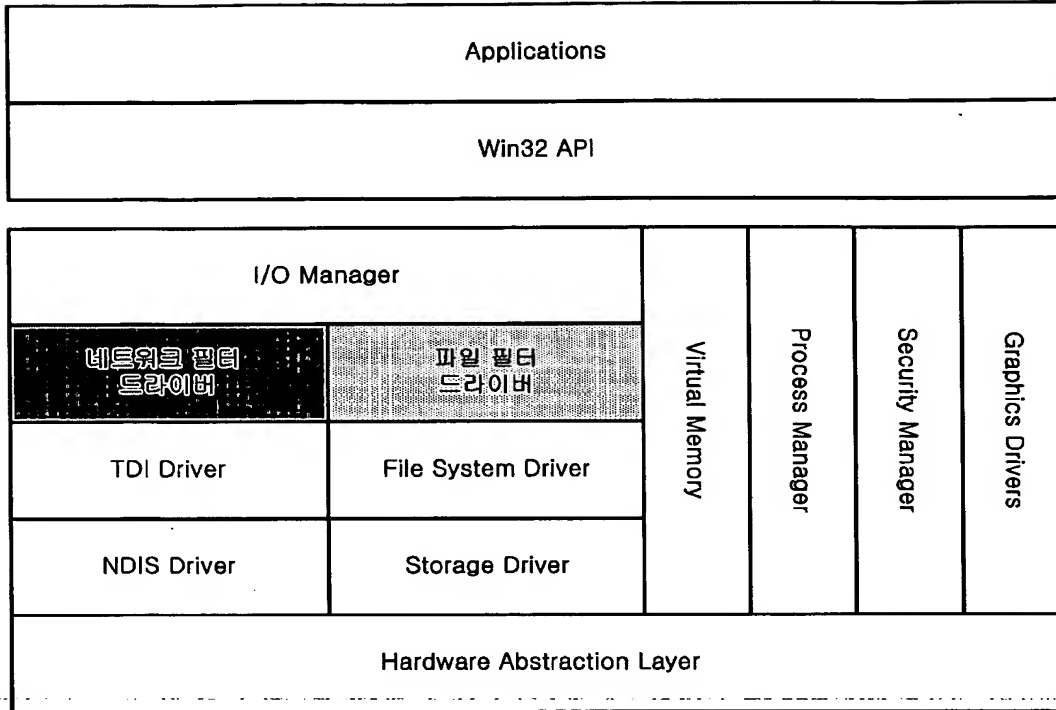 Applications
Win32 API
I/O Manager
네트워크 필터
드라이버
파일 필터
드라이버
TDI Driver
File System Driver
NDIS Driver
Storage Driver
Virtual Memory
Process Manager
Security Manager
Graphics Drivers
Hardware Abstraction Layer